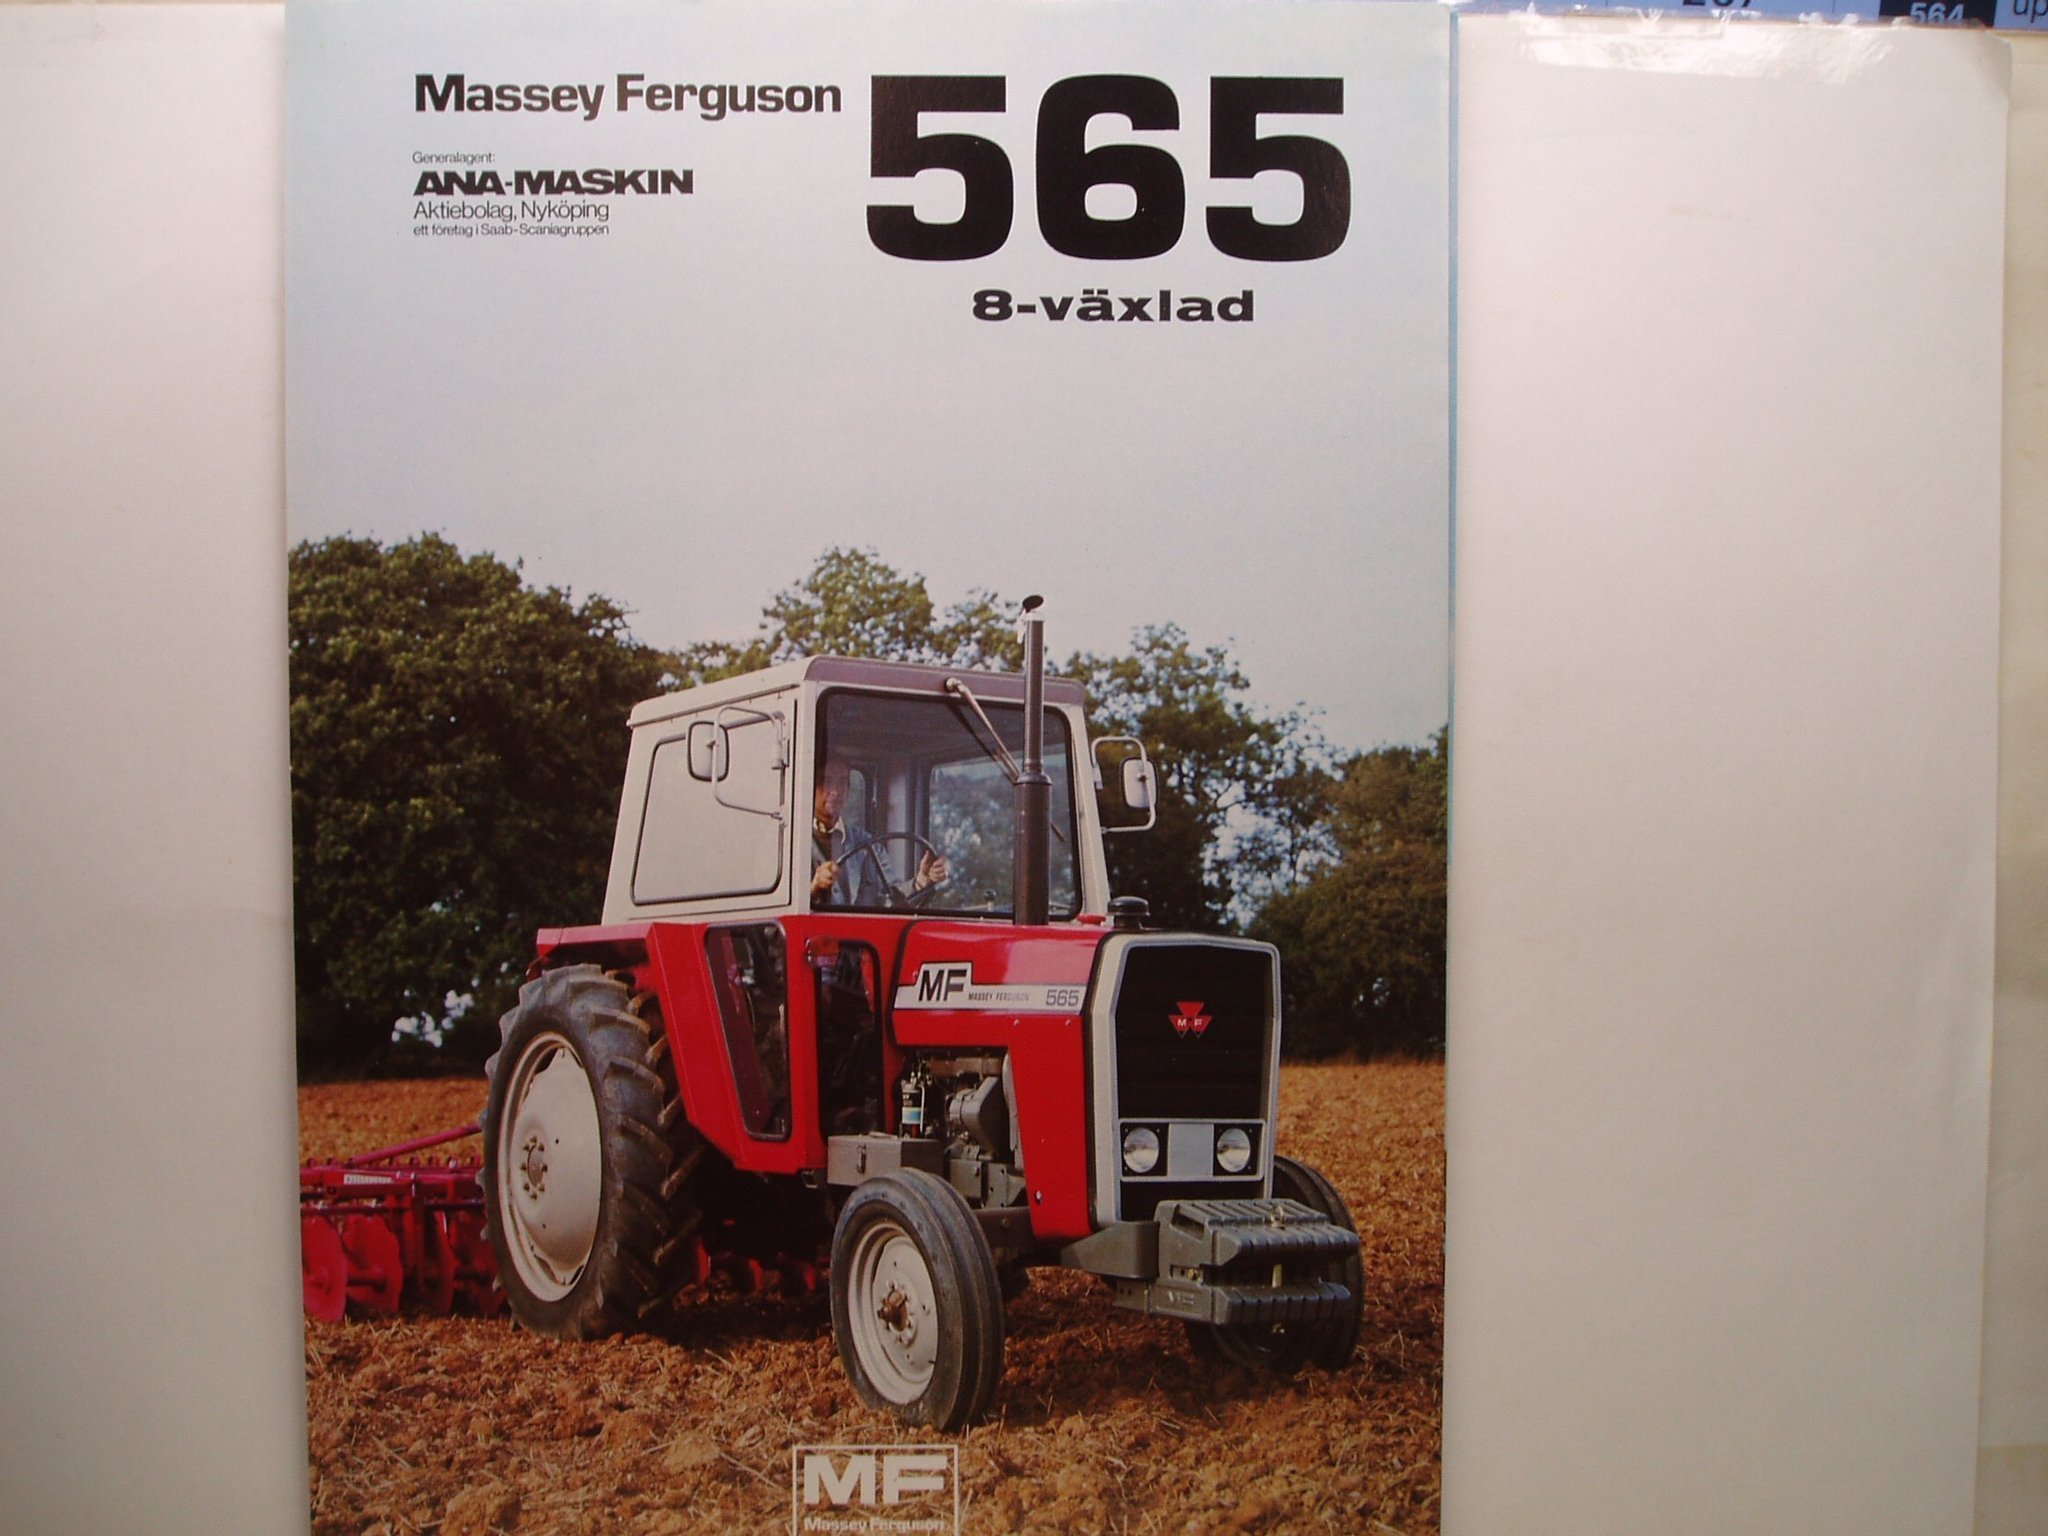 564
up
Massey Ferguson
565
Generalagent:
ANA-MASKIN
Aktiebolag, Nyköping
ett företag i Saab-Scaniagruppen
8-växlad
MF MASSEY FERGUSON 565
MF
MF
Massey Ferguson